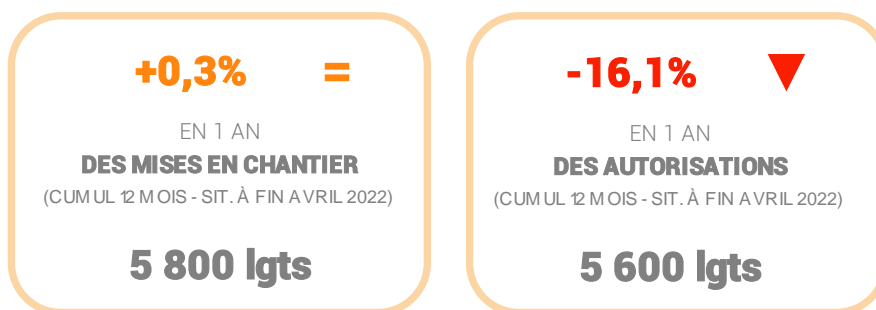 +0,3% =
EN 1 AN
DES MISES EN CHANTIER
(CUMUL 12 MOIS - SIT. À FIN AVRIL 2022)
5 800 lgts
-16,1% ▼
EN 1 AN
DES AUTORISATIONS
(CUMUL 12 MOIS - SIT. À FIN AVRIL 2022)
5 600 lgts